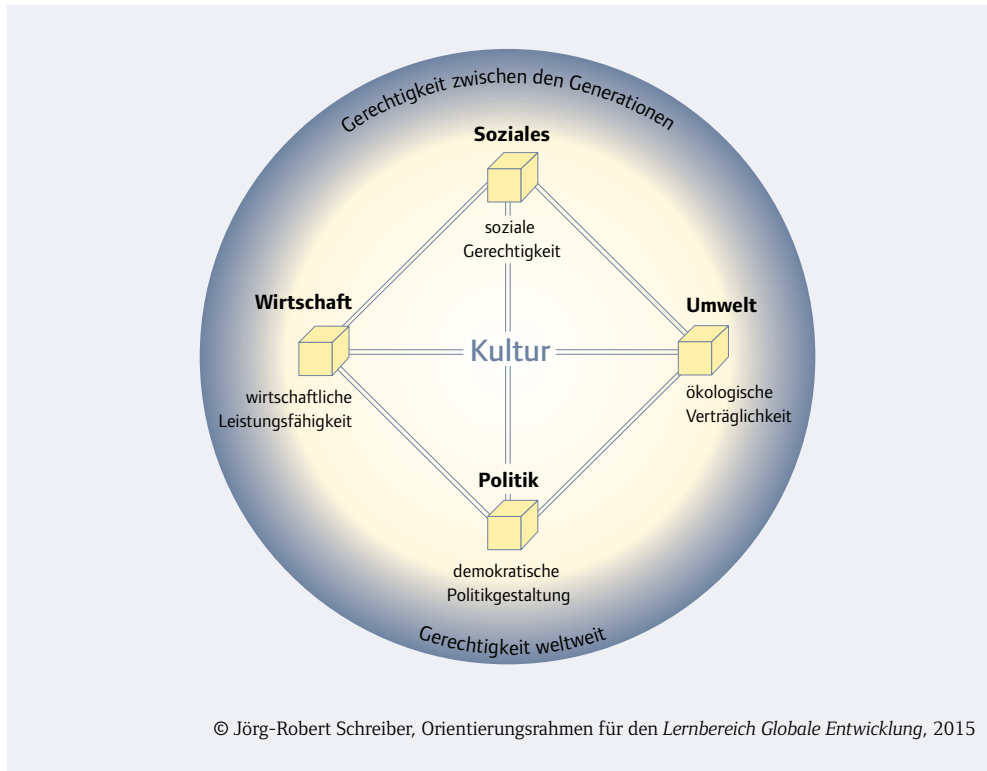 Gerechtigkeit zwischen den Generationen
Soziales
soziale
Gerechtigkeit
Wirtschaft
wirtschaftliche
Leistungsfähigkeit
Kultur
Umwelt
ökologische
Verträglichkeit
Politik
demokratische
Politikgestaltung
Gerechtigkeit weltweit
© Jörg-Robert Schreiber, Orientierungsrahmen für den Lernbereich Globale Entwicklung, 2015